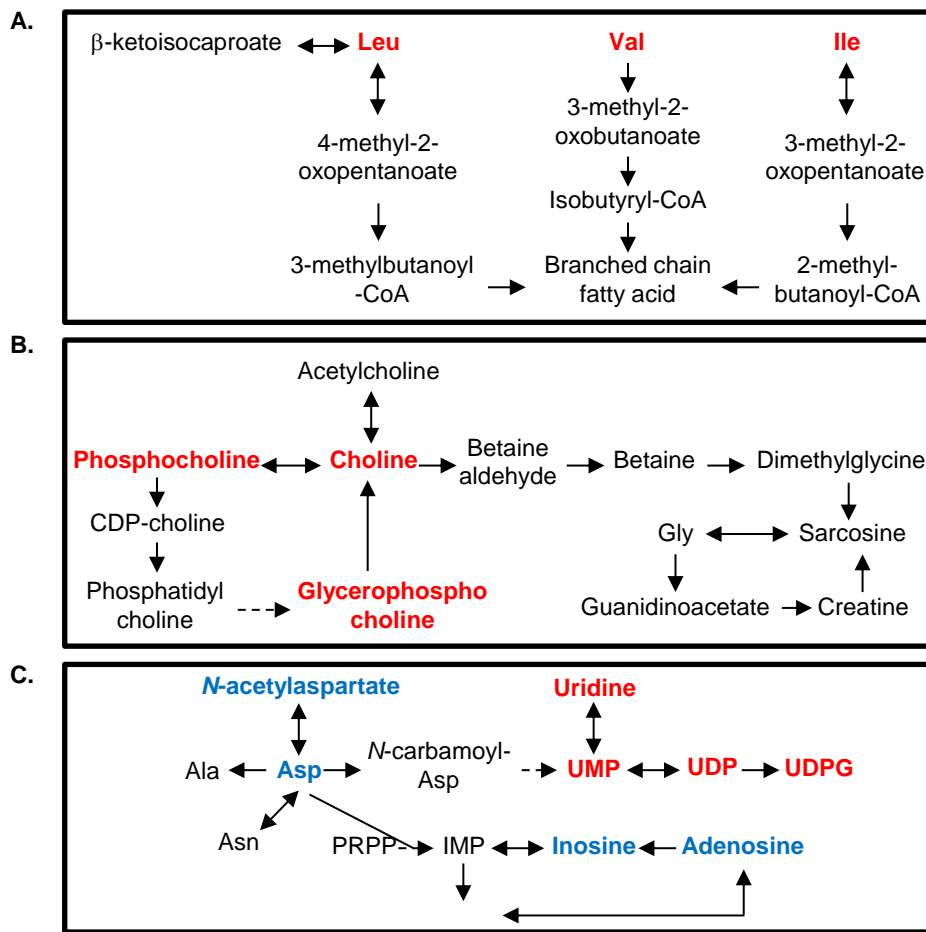 A.
β-ketoisocaproate
Leu
Val
Ile
4-methyl-2-
oxopentanoate
3-methyl-2-
oxobutanoate
3-methyl-2-
oxopentanoate
Isobutyryl-CoA
3-methylbutanoyl
-CoA
Branched chain
fatty acid
2-methyl-
butanoyl-CoA
B.
Acetylcholine
Phosphocholine
Choline
Betaine
aldehyde
Betaine
Dimethylglycine
CDP-choline
Gly
Sarcosine
Phosphatidyl
choline
Glycerophospho
choline
Guanidinoacetate
Creatine
C.
N-acetylaspartate
Uridine
Ala
Asp
N-carbamoyl-
Asp
UMP
UDP
UDPG
Asn
PRPP-
IMP
Inosine
Adenosine